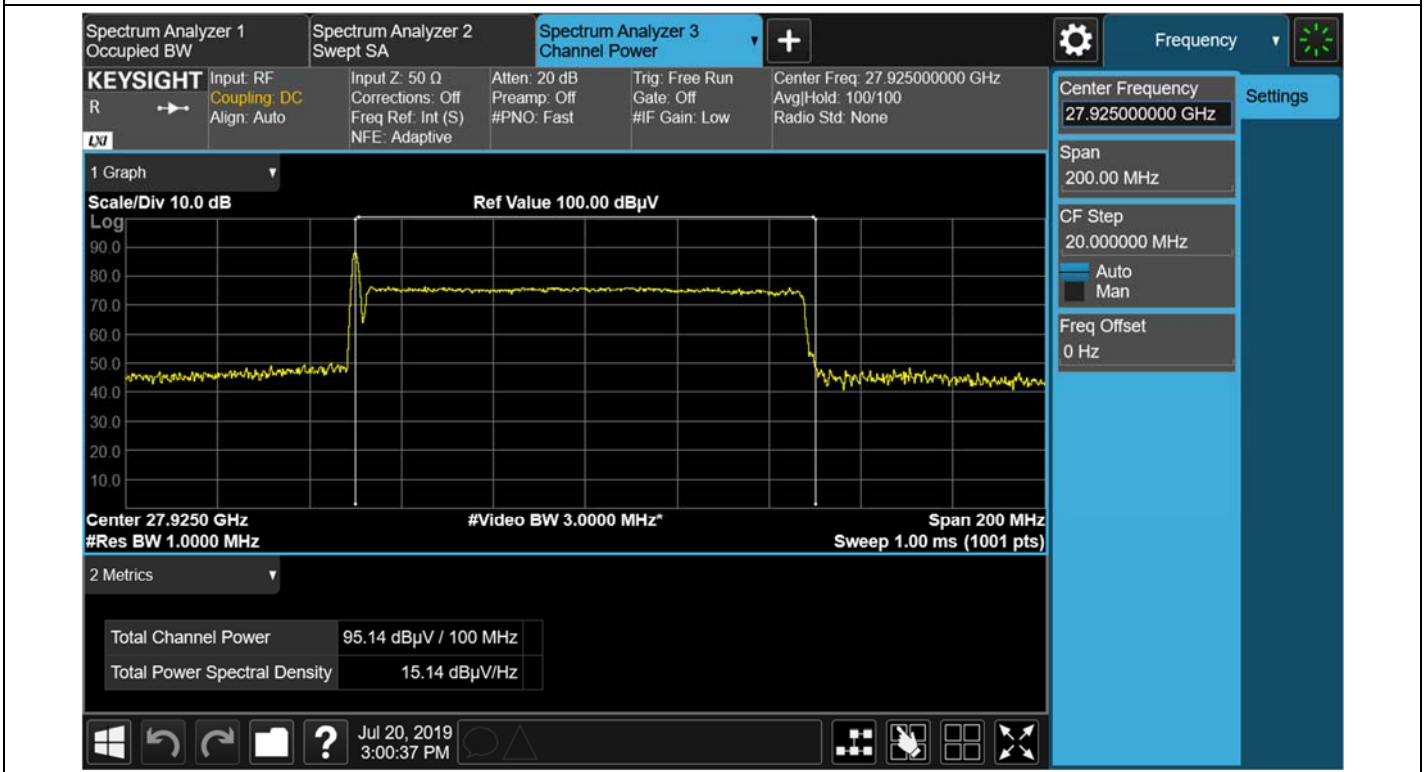 Spectrum Analyzer 1
Occupied BW
Spectrum Analyzer 2
Swept SA
Spectrum Analyzer 3
Channel Power
+
Frequency
KEYSIGHT
R
LXI
Input: RF
Coupling: DC
Align: Auto
Input Z: 50 Ω
Corrections: Off
Freq Ref: Int (S)
NFE: Adaptive
Atten: 20 dB
Preamp: Off
#PNO: Fast
Trig: Free Run
Gate: Off
#IF Gain: Low
Center Freq: 27.925000000 GHz
Avg|Hold: 100/100
Radio Std: None
Center Frequency
27.925000000 GHz
Settings
Span
200.00 MHz
CF Step
20.000000 MHz
Auto
Man
Freq Offset
0 Hz
1 Graph
Scale/Div 10.0 dB
Ref Value 100.00 dBµV
Log
90.0
80.0
70.0
60.0
50.0
40.0
30.0
20.0
10.0
Center 27.9250 GHz
#Video BW 3.0000 MHz*
Span 200 MHz
#Res BW 1.0000 MHz
Sweep 1.00 ms (1001 pts)
2 Metrics
Total Channel Power 95.14 dBµV / 100 MHz
Total Power Spectral Density 15.14 dBµV/Hz
?
Jul 20, 2019
3:00:37 PM